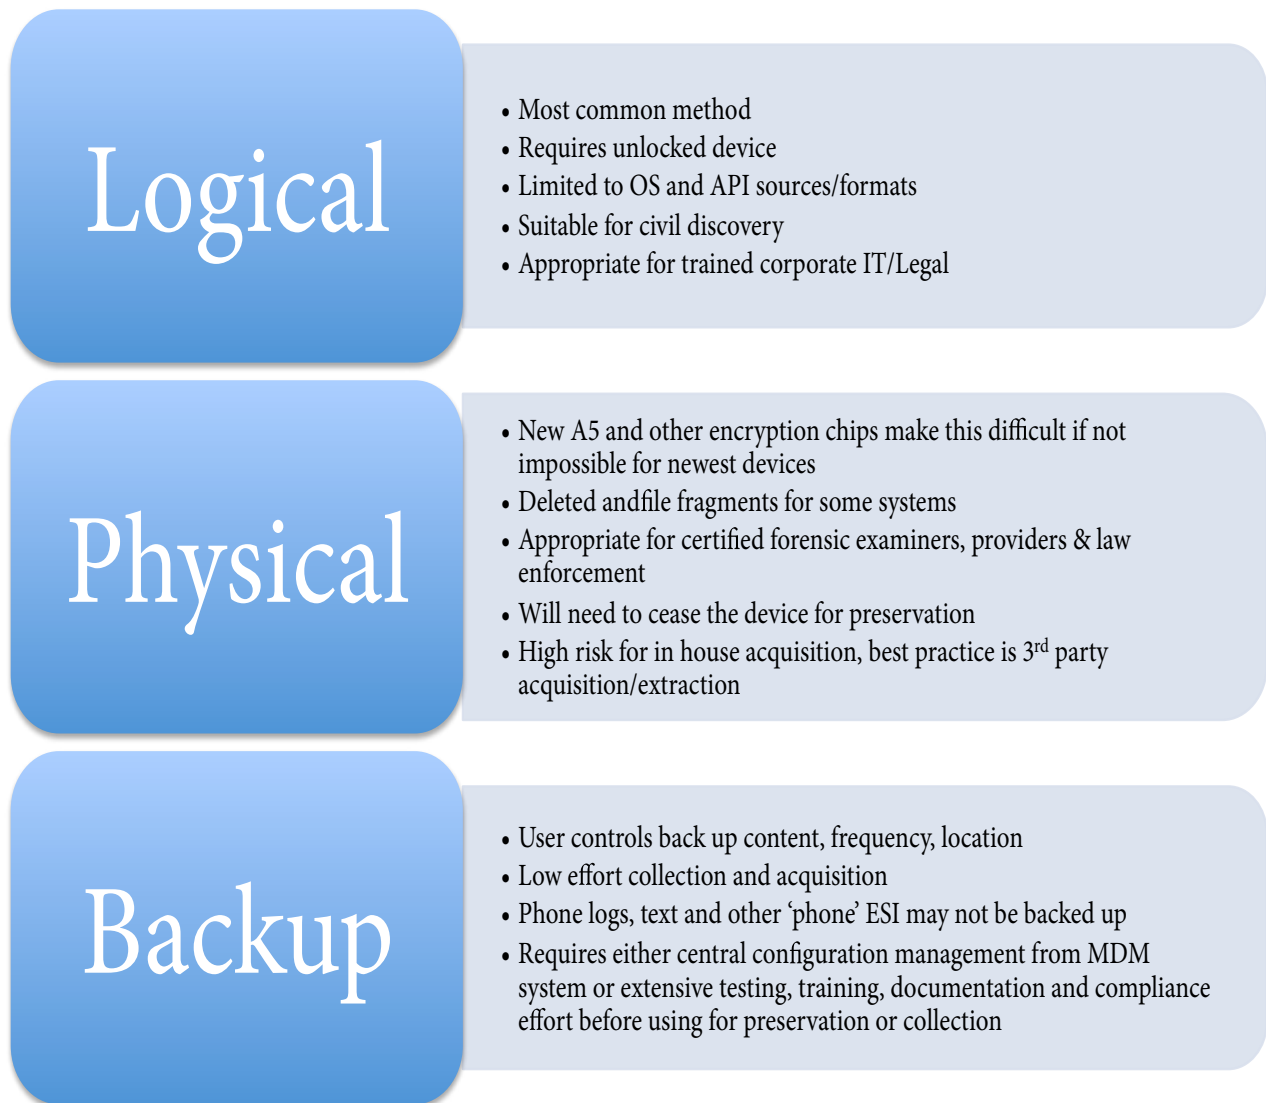 Logical
• Most common method
• Requires unlocked device
• Limited to OS and API sources/formats
• Suitable for civil discovery
• Appropriate for trained corporate IT/Legal
Physical
• New A5 and other encryption chips make this difficult if not
impossible for newest devices
• Deleted andfile fragments for some systems
• Appropriate for certified forensic examiners, providers & law
enforcement
• Will need to cease the device for preservation
• High risk for in house acquisition, best practice is 3rd party
acquisition/extraction
Backup
• User controls back up content, frequency, location
• Low effort collection and acquisition
• Phone logs, text and other ‘phone’ ESI may not be backed up
• Requires either central configuration management from MDM
system or extensive testing, training, documentation and compliance
effort before using for preservation or collection